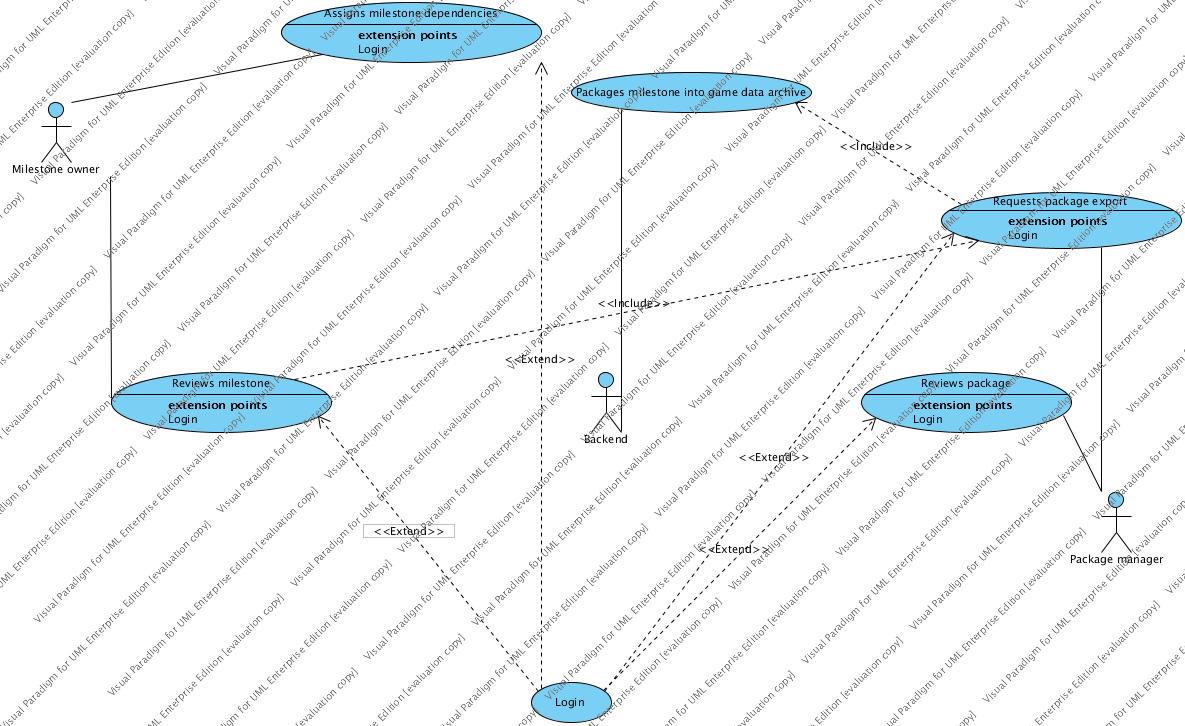 Assigns milestone dependencies
extension points
Login
Packages milestone into game data archive
<<Include>>
Milestone owner
Requests package export
extension points
Login
<<Include>>
<<Extend>>
Reviews milestone
extension points
Login
Backend
Reviews package
extension points
Login
<<Extend>>
<<Extend>>
<<Extend>>
Package manager
Login
Visual Paradigm for UML Enterprise Edition [evaluation copy]